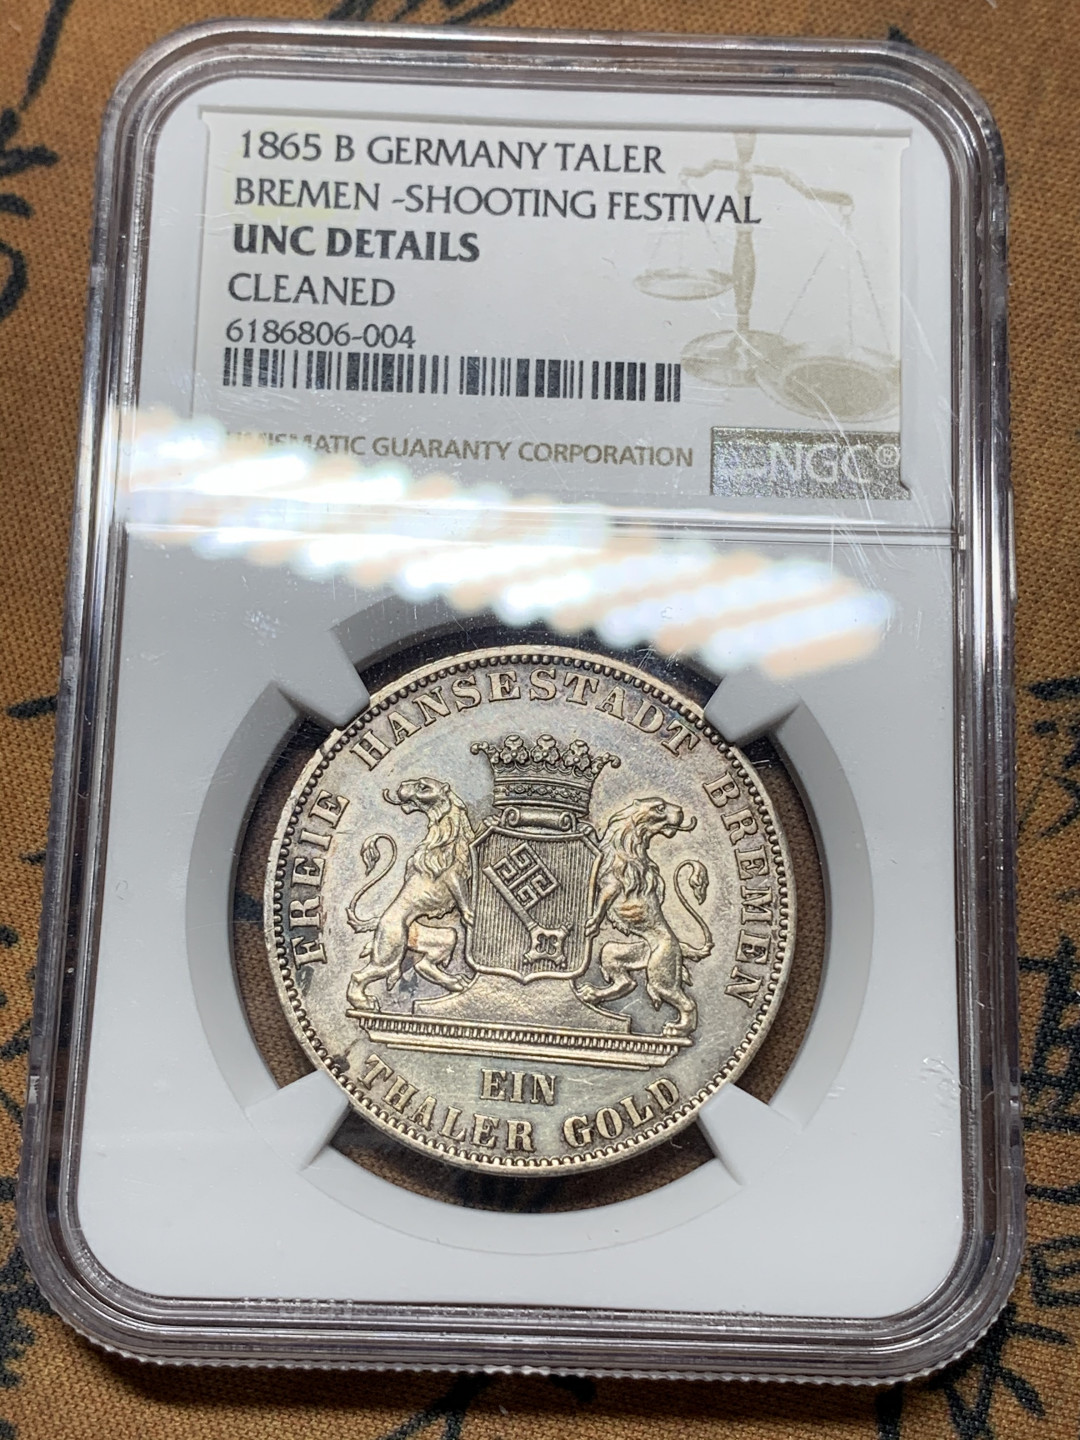 1865 B GERMANY TALER
BREMEN -SHOOTING FESTIVAL
UNC DETAILS
CLEANED
6186806-004
NUMISMATIC GUARANTY CORPORATION
NGC®
FREIE HANSESTADT BREMEN
EIN
THALER GOLD